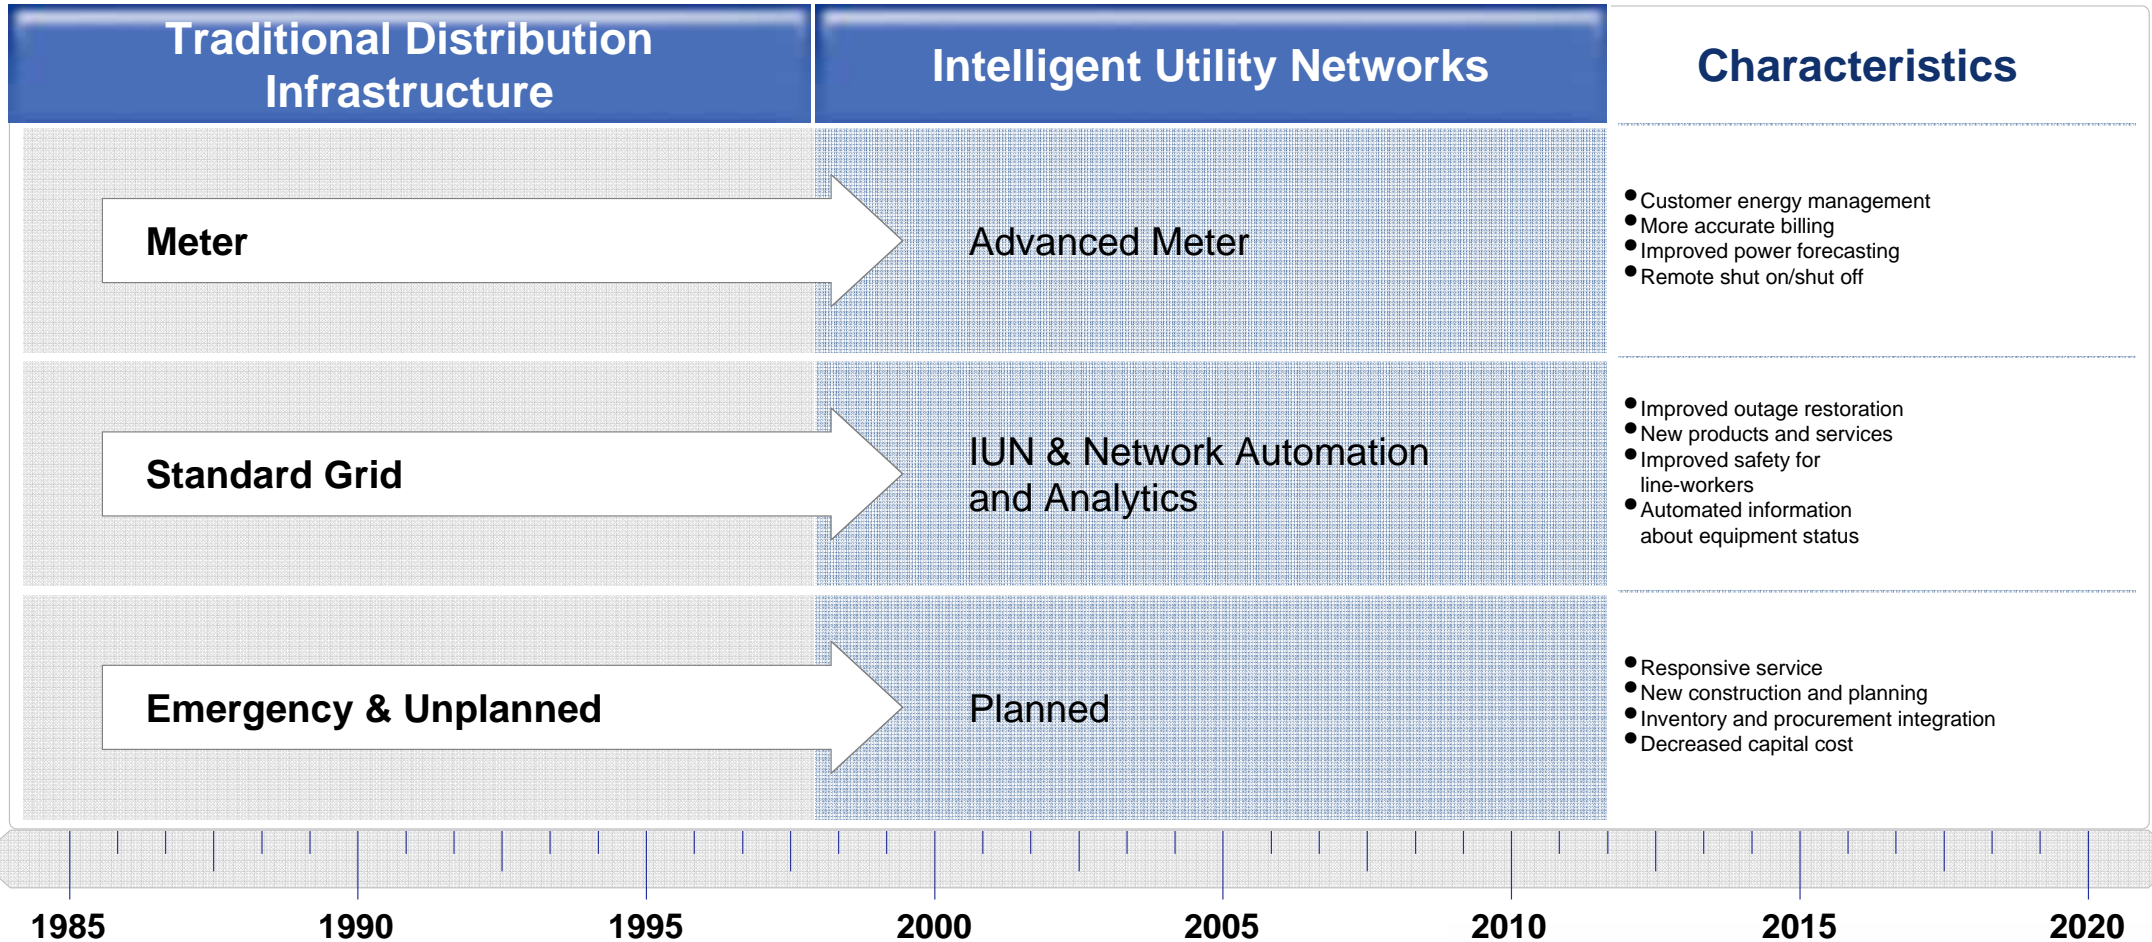 Traditional Distribution
Infrastructure
Intelligent Utility Networks
Characteristics
Meter
Advanced Meter
• Customer energy management
• More accurate billing
• Improved power forecasting
• Remote shut on/shut off
Standard Grid
IUN & Network Automation
and Analytics
• Improved outage restoration
• New products and services
• Improved safety for
line-workers
• Automated information
about equipment status
Emergency & Unplanned
Planned
• Responsive service
• New construction and planning
• Inventory and procurement integration
• Decreased capital cost
1985 1990 1995 2000 2005 2010 2015 2020